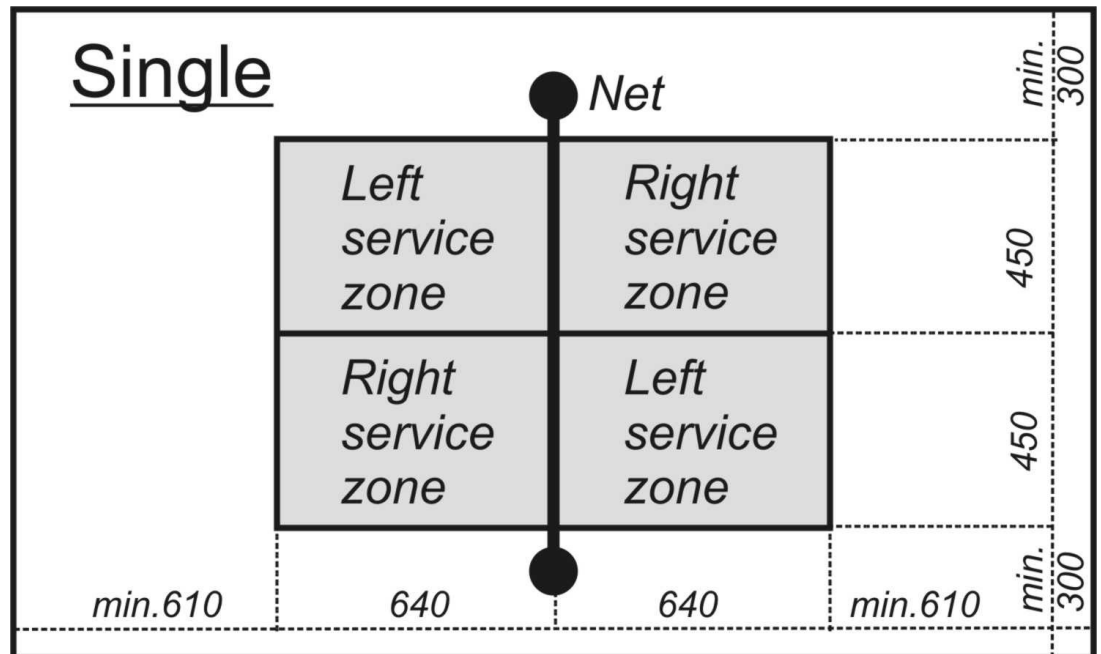 Single
Net
min.
300
Left
service
zone
Right
service
zone
450
Right
service
zone
Left
service
zone
450
min.610
640
640
min.610
min.
300